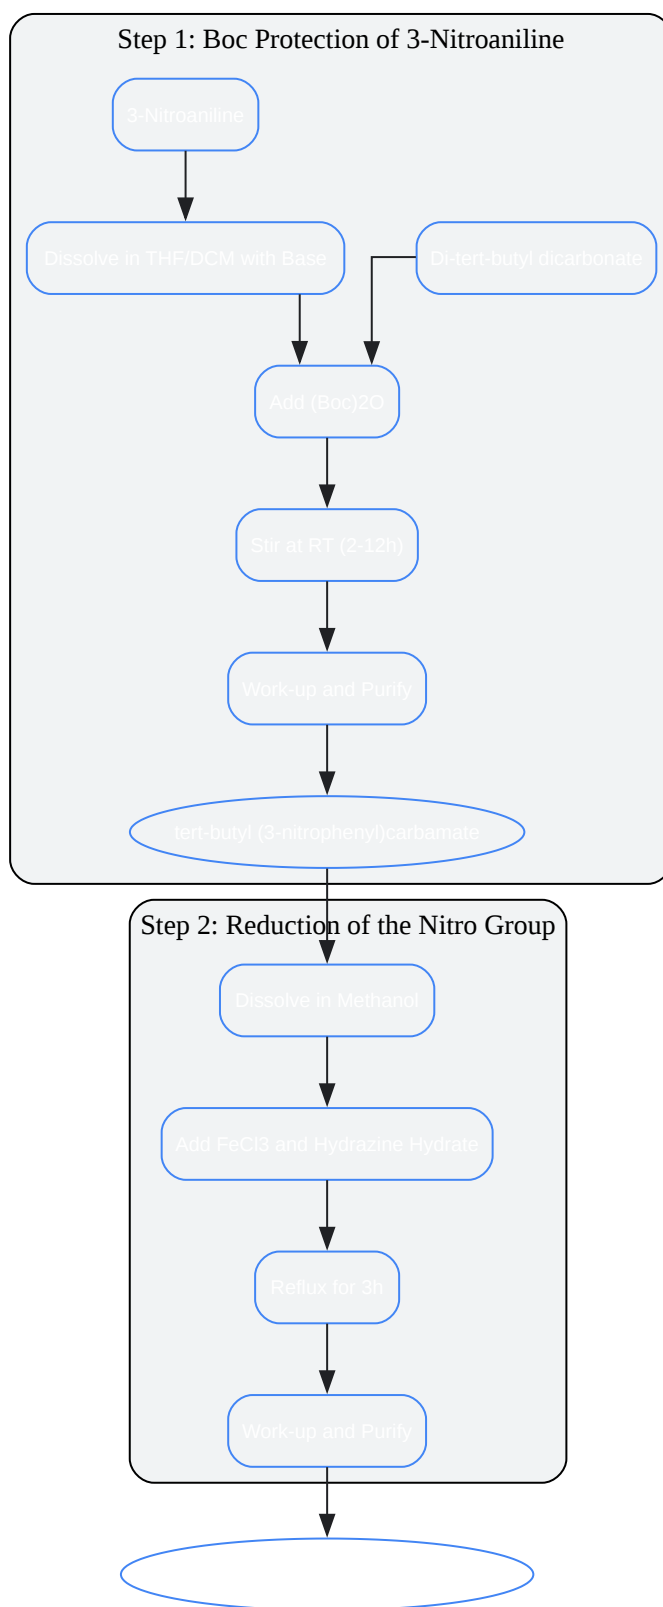 Step 1: Boc Protection of 3-Nitroaniline
3-Nitroaniline
Dissolve in THF/DCM with Base
Di-tert-butyl dicarbonate
Add (Boc)2O
Stir at RT (2-12h)
Work-up and Purify
tert-butyl (3-nitrophenyl)carbamate
Step 2: Reduction of the Nitro Group
Dissolve in Methanol
Add FeCl3 and Hydrazine Hydrate
Reflux for 3h
Work-up and Purify